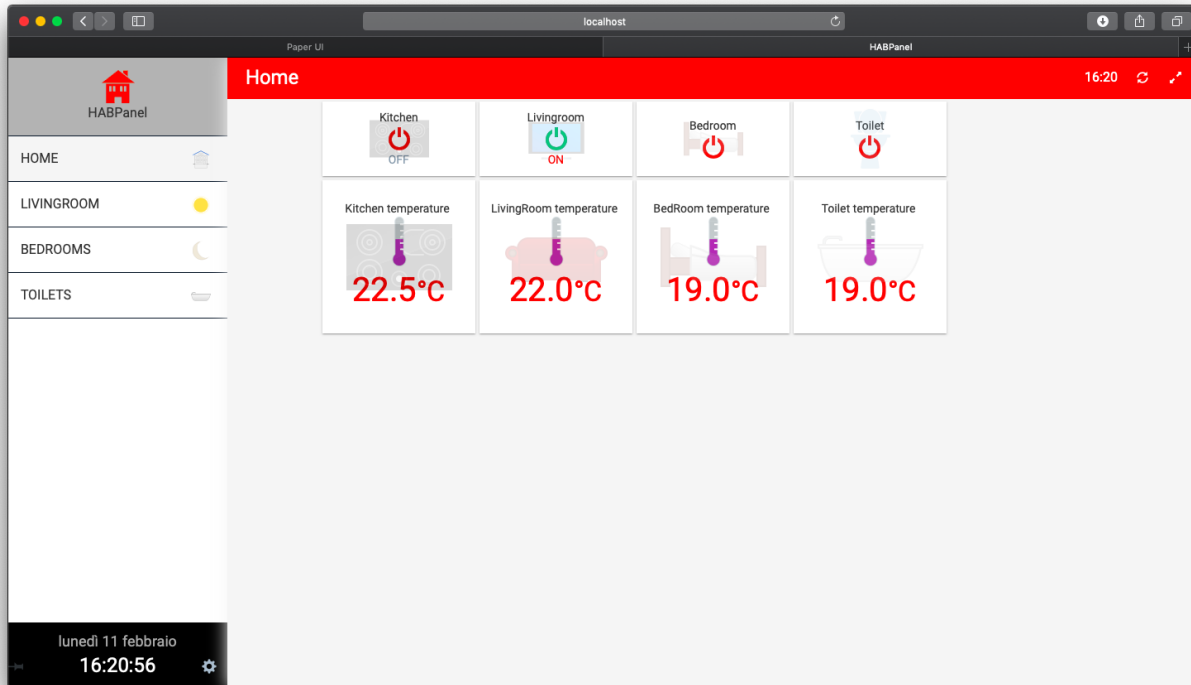 localhost
Paper UI
HABPanel
HABPanel
Home
16:20
HOME
LIVINGROOM
BEDROOMS
TOILETS
Kitchen
OFF
Livingroom
ON
Bedroom
Toilet
Kitchen temperature
22.5°C
LivingRoom temperature
22.0°C
BedRoom temperature
19.0°C
Toilet temperature
19.0°C
lunedì 11 febbraio
16:20:56